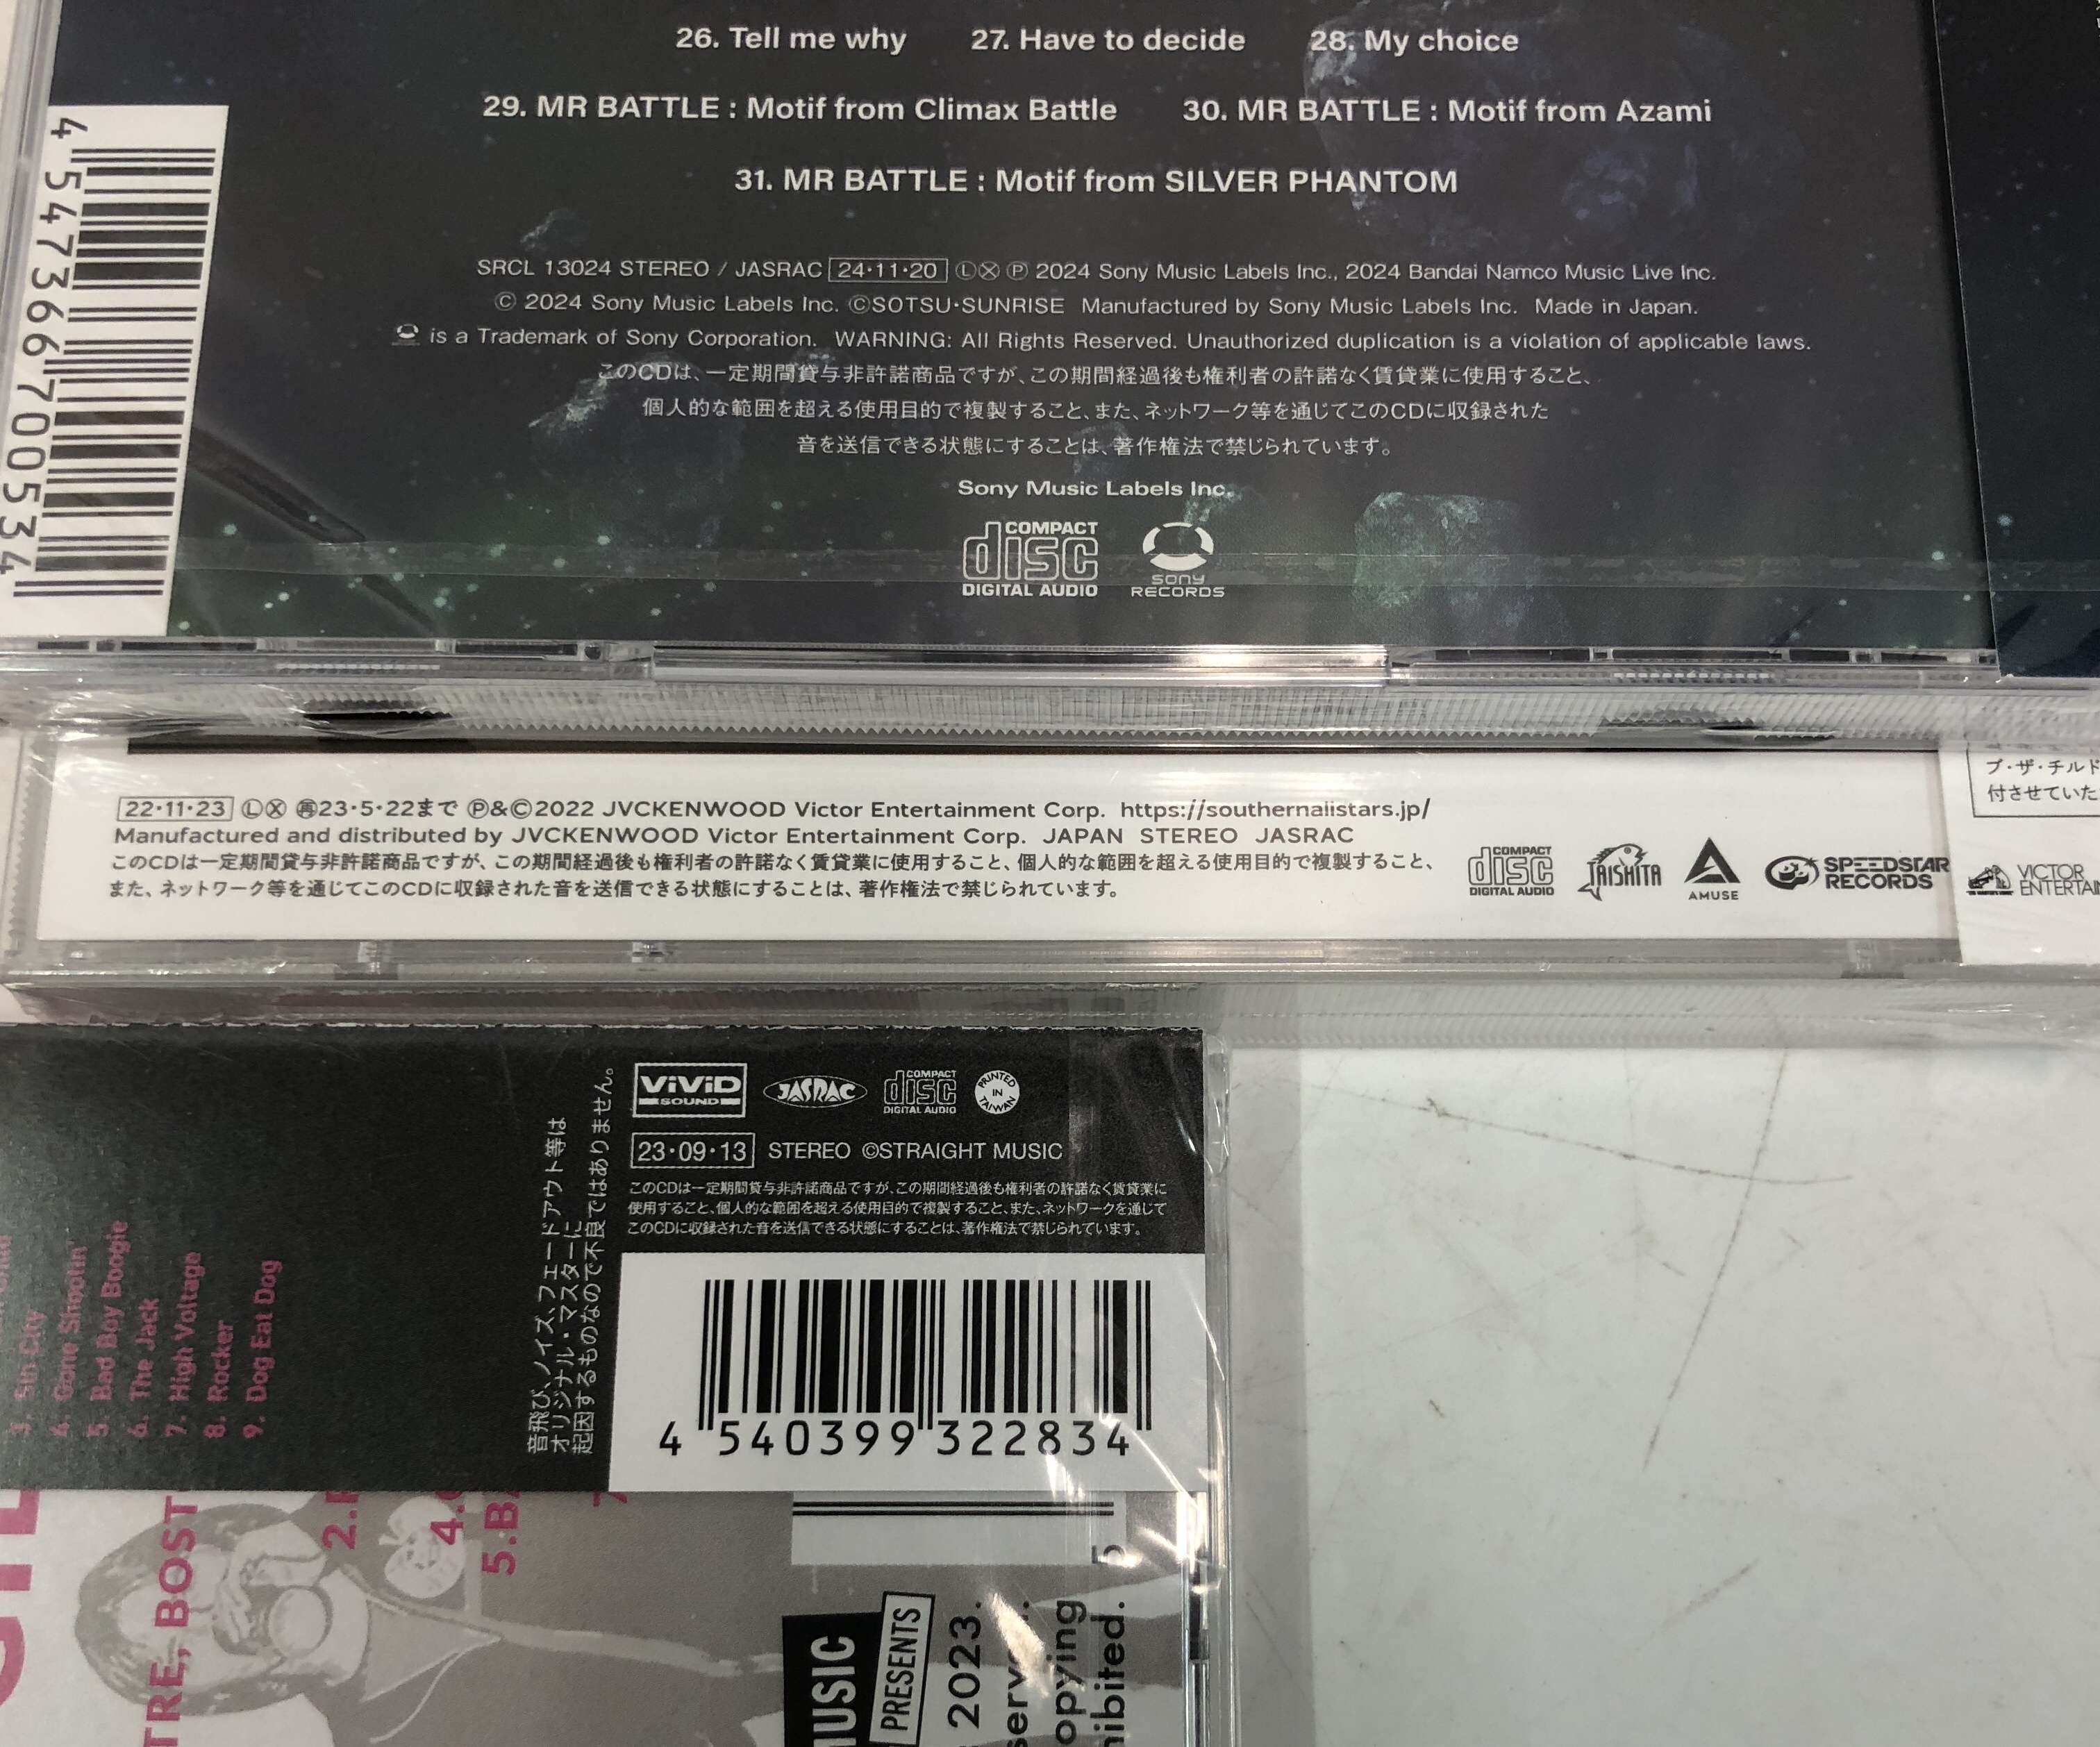 26. Tell me why 27. Have to decide 28. My choice
29. MR BATTLE : Motif from Climax Battle 30. MR BATTLE : Motif from Azami
31. MR BATTLE : Motif from SILVER PHANTOM
4547366700534
SRCL 13024 STEREO / JASRAC 24・11・20 Ⓛ Ⓧ Ⓟ 2024 Sony Music Labels Inc., 2024 Bandai Namco Music Live Inc.
© 2024 Sony Music Labels Inc. ©SOTSU・SUNRISE Manufactured by Sony Music Labels Inc. Made in Japan.
is a Trademark of Sony Corporation. WARNING: All Rights Reserved. Unauthorized duplication is a violation of applicable laws.
このCDは、一定期間貸与非許諾商品ですが、この期間経過後も権利者の許諾なく賃貸業に使用すること、
個人的な範囲を超える使用目的で複製すること、また、ネットワーク等を通じてこのCDに収録された
音を送信できる状態にすることは、著作権法で禁じられています。
Sony Music Labels Inc.
COMPACT disc DIGITAL AUDIO
SONY RECORDS
ブ・ザ・チルド
付させていた
22・11・23 Ⓛ Ⓧ ㊢23・5・22まで Ⓟ&©2022 JVCKENWOOD Victor Entertainment Corp. https://southernallstars.jp/
Manufactured and distributed by JVCKENWOOD Victor Entertainment Corp. JAPAN STEREO JASRAC
このCDは一定期間貸与非許諾商品ですが、この期間経過後も権利者の許諾なく賃貸業に使用すること、個人的な範囲を超える使用目的で複製すること、
また、ネットワーク等を通じてこのCDに収録された音を送信できる状態にすることは、著作権法で禁じられています。
COMPACT disc DIGITAL AUDIO
TAISHITA
AMUSE
SPEEDSTAR RECORDS
VICTOR
ENTERTAI
ViViD SOUND
JASRAC
COMPACT disc DIGITAL AUDIO
PRINTED IN TAIWAN
23・09・13 STEREO ©STRAIGHT MUSIC
このCDは一定期間貸与非許諾商品ですが、この期間経過後も権利者の許諾なく賃貸業に
使用すること、個人的な範囲を超える使用目的で複製すること、また、ネットワークを通じて
このCDに収録された音を送信できる状態にすることは、著作権法で禁じられています。
4 540399 322834
音飛び、ノイズ、フェードアウト等は
オリジナル・マスターに
起因するものなので不良ではありません。
3. Sin City
4. Gone Shootin'
5. Bad Boy Boogie
6. The Jack
7. High Voltage
8. Rocker
9. Dog Eat Dog
TRE, BOST
2.
4.
5.B
MUSIC
PRESENTS
2023.
opying
hibited.